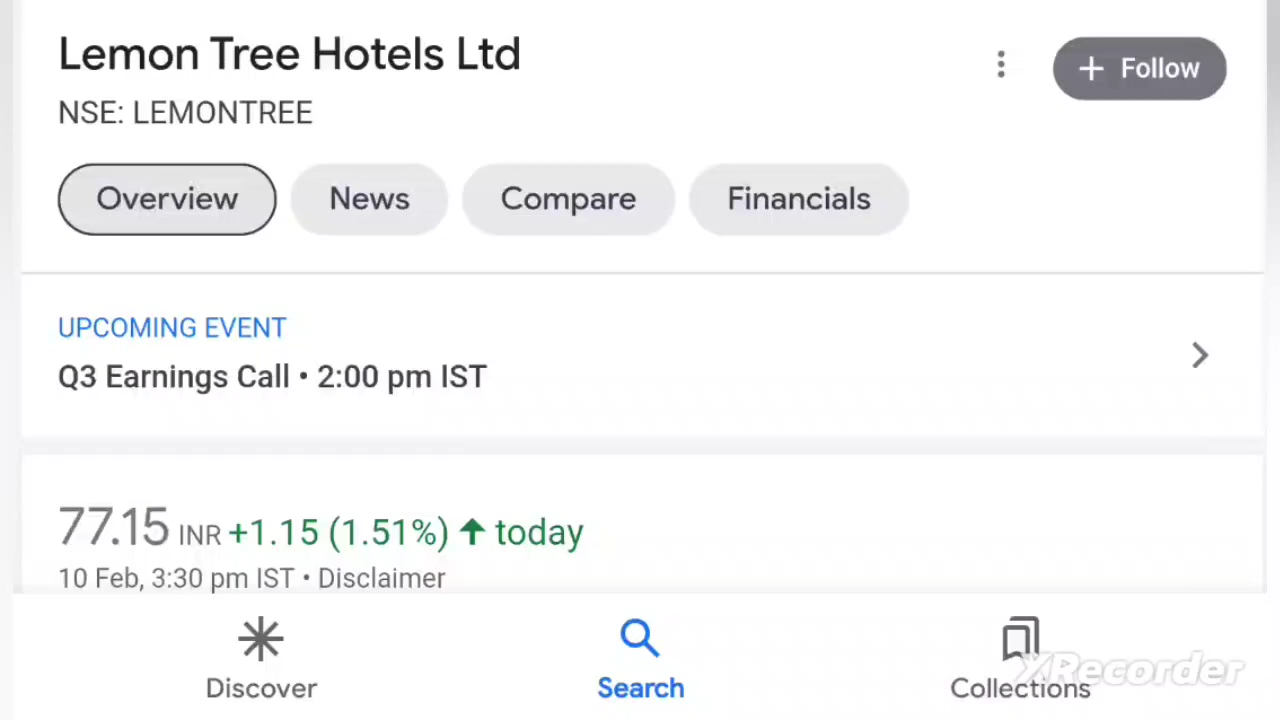 Lemon Tree Hotels Ltd
+ Follow
NSE: LEMONTREE
Overview News Compare Financials
UPCOMING EVENT
Q3 Earnings Call • 2:00 pm IST
77.15 INR +1.15 (1.51%) ↑ today
10 Feb, 3:30 pm IST • Disclaimer
Discover Search Collections
XRecorder